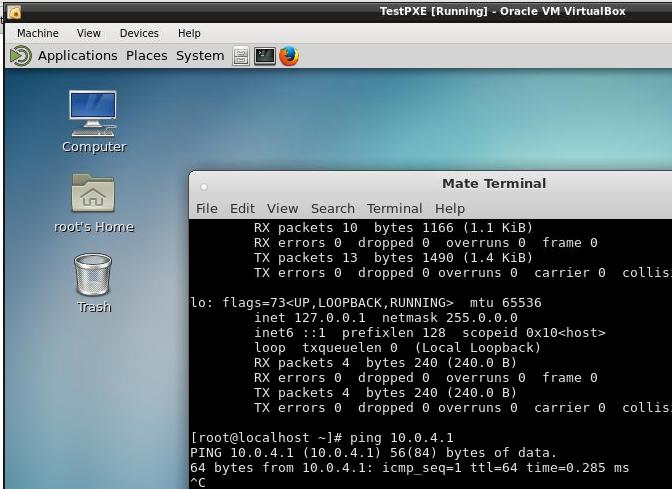 TestPXE [Running] - Oracle VM VirtualBox
Machine View Devices Help
Applications Places System
Computer
root's Home
Trash
Mate Terminal
File Edit View Search Terminal Help
RX packets 10 bytes 1166 (1.1 KiB)
RX errors 0 dropped 0 overruns 0 frame 0
TX packets 13 bytes 1490 (1.4 KiB)
TX errors 0 dropped 0 overruns 0 carrier 0 collis
lo: flags=73<UP,LOOPBACK,RUNNING> mtu 65536
inet 127.0.0.1 netmask 255.0.0.0
inet6 ::1 prefixlen 128 scopeid 0x10<host>
loop txqueuelen 0 (Local Loopback)
RX packets 4 bytes 240 (240.0 B)
RX errors 0 dropped 0 overruns 0 frame 0
TX packets 4 bytes 240 (240.0 B)
TX errors 0 dropped 0 overruns 0 carrier 0 collis
[root@localhost ~]# ping 10.0.4.1
PING 10.0.4.1 (10.0.4.1) 56(84) bytes of data.
64 bytes from 10.0.4.1: icmp_seq=1 ttl=64 time=0.285 ms
^C